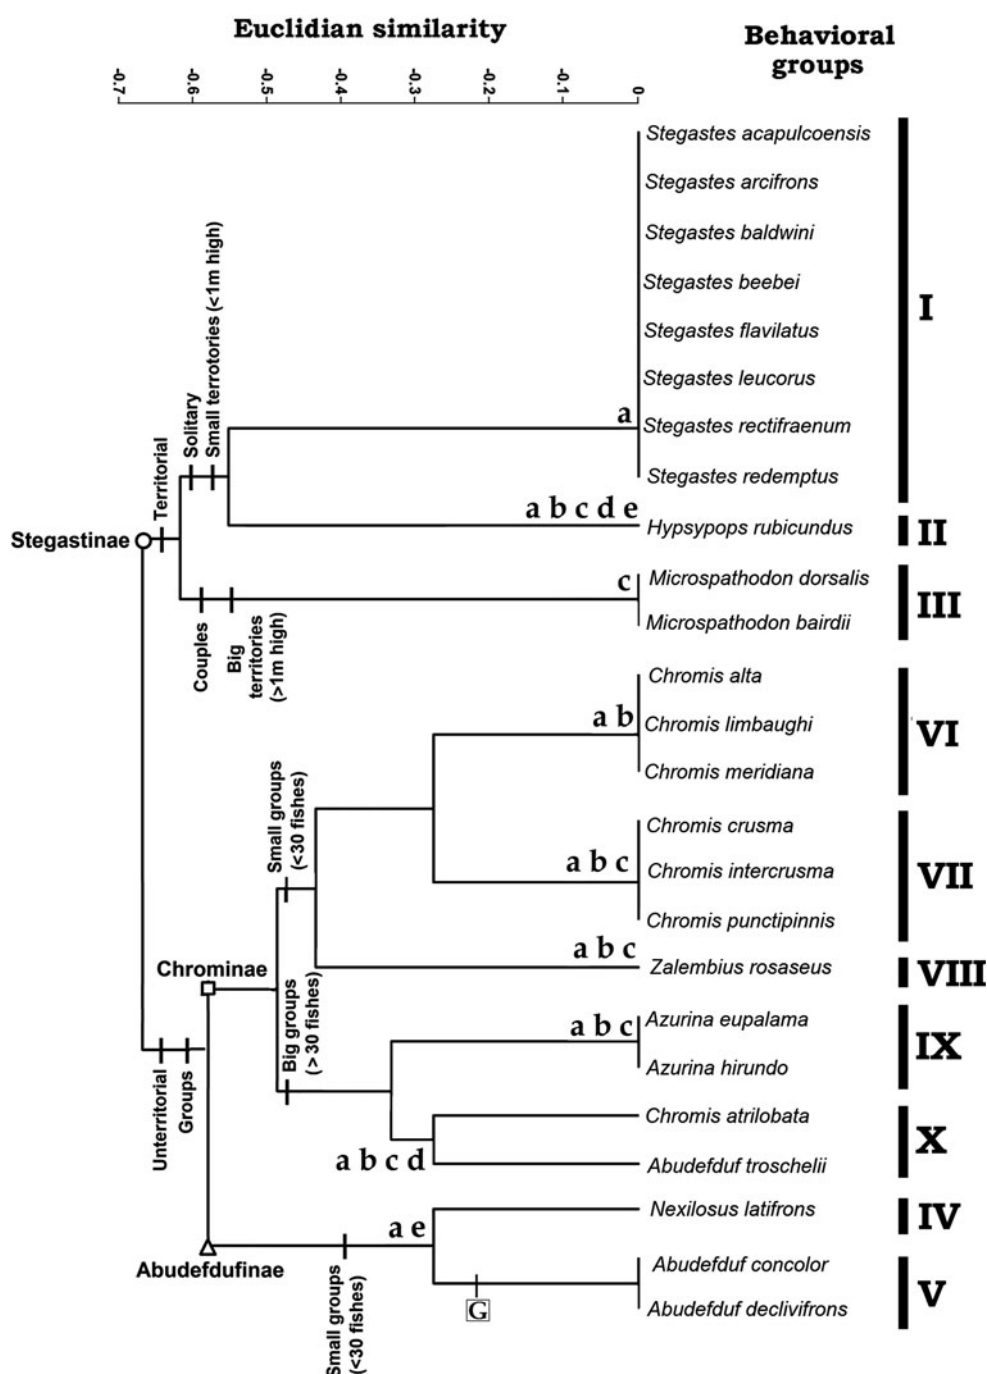 Euclidian similarity
Behavioral
groups
-0.7
-0.6
-0.5
-0.4
-0.3
-0.2
-0.1
0
Stegastes acapulcoensis
Stegastes arcifrons
Stegastes baldwini
Stegastes beebei
I
Stegastes flavilatus
Stegastes leucorus
a
Stegastes rectifraenum
Stegastes redemptus
Solitary
Small terrotories (<1m high)
Territorial
a b c d e
Hypsypops rubicundus
II
Stegastinae
c
Microspathodon dorsalis
Microspathodon bairdii
III
Couples
Big
territories
(>1m high)
Chromis alta
a b
Chromis limbaughi
VI
Chromis meridiana
Small groups
(<30 fishes)
Chromis crusma
a b c
Chromis intercrusma
VII
Chromis punctipinnis
a b c
Zalembius rosaseus
VIII
Chrominae
Big groups
(> 30 fishes)
a b c
Azurina eupalama
IX
Azurina hirundo
Unterritorial
Groups
Chromis atrilobata
X
a b c d
Abudefduf troschelii
a e
Nexilosus latifrons
IV
Abudefdufinae
Small groups
(<30 fishes)
G
Abudefduf concolor
V
Abudefduf declivifrons